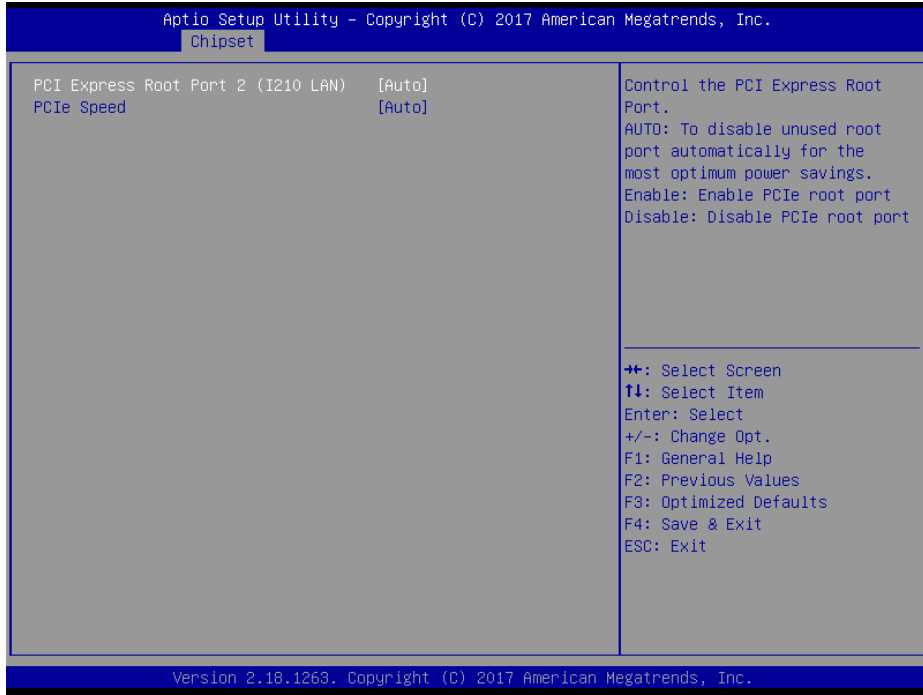 Aptio Setup Utility – Copyright (C) 2017 American Megatrends, Inc.
Chipset
PCI Express Root Port 2 (I210 LAN) [Auto]
PCIe Speed [Auto]
Control the PCI Express Root
Port.
AUTO: To disable unused root
port automatically for the
most optimum power savings.
Enable: Enable PCIe root port
Disable: Disable PCIe root port
→←: Select Screen
↑↓: Select Item
Enter: Select
+/-: Change Opt.
F1: General Help
F2: Previous Values
F3: Optimized Defaults
F4: Save & Exit
ESC: Exit
Version 2.18.1263. Copyright (C) 2017 American Megatrends, Inc.